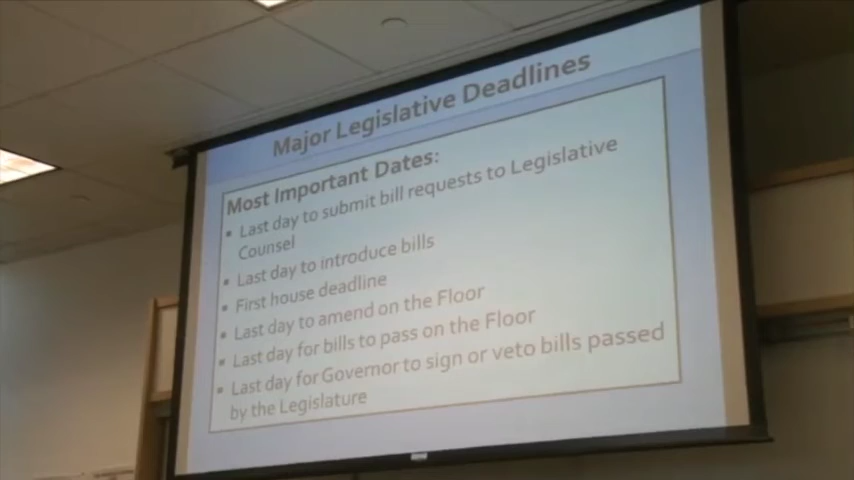 Major Legislative Deadlines
Most Important Dates:
▪ Last day to submit bill requests to Legislative
Counsel
▪ Last day to introduce bills
▪ First house deadline
▪ Last day to amend on the Floor
▪ Last day for bills to pass on the Floor
▪ Last day for Governor to sign or veto bills passed
by the Legislature